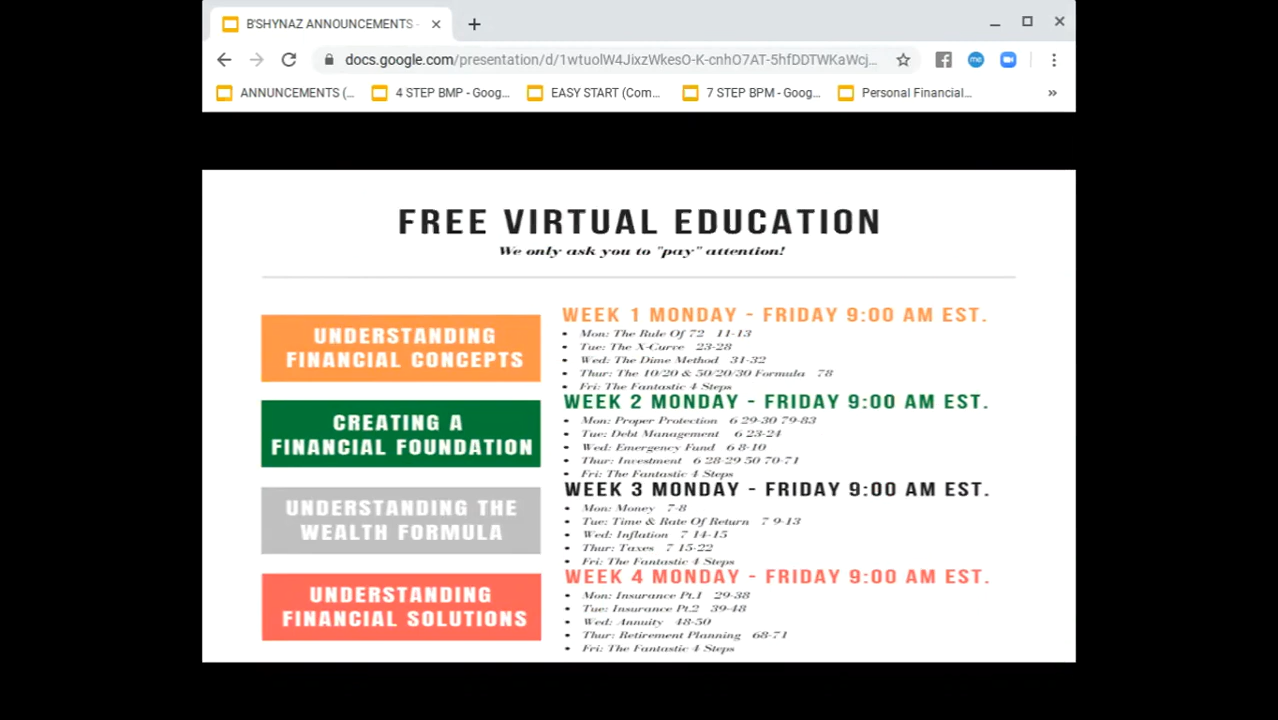 B'SHYNAZ ANNOUNCEMENTS -
docs.google.com/presentation/d/1wtuolW4JixzWkesO-K-cnhO7AT-5hfDDTWKaWcj...
ANNUNCEMENTS (...
4 STEP BMP - Goog...
EASY START (Com...
7 STEP BPM - Goog...
Personal Financial...
FREE VIRTUAL EDUCATION
We only ask you to "pay" attention!
UNDERSTANDING
FINANCIAL CONCEPTS
WEEK 1 MONDAY - FRIDAY 9:00 AM EST.
• Mon: The Rule Of 72 11-13
• Tue: The X-Curve 23-28
• Wed: The Dime Method 31-32
• Thur: The 10/20 & 50/20/30 Formula 78
• Fri: The Fantastic 4 Steps
CREATING A
FINANCIAL FOUNDATION
WEEK 2 MONDAY - FRIDAY 9:00 AM EST.
• Mon: Proper Protection 6 29-30 79-83
• Tue: Debt Management 6 23-24
• Wed: Emergency Fund 6 8-10
• Thur: Investment 6 28-29 50 70-71
• Fri: The Fantastic 4 Steps
UNDERSTANDING THE
WEALTH FORMULA
WEEK 3 MONDAY - FRIDAY 9:00 AM EST.
• Mon: Money 7-8
• Tue: Time & Rate Of Return 7 9-13
• Wed: Inflation 7 14-15
• Thur: Taxes 7 15-22
• Fri: The Fantastic 4 Steps
UNDERSTANDING
FINANCIAL SOLUTIONS
WEEK 4 MONDAY - FRIDAY 9:00 AM EST.
• Mon: Insurance Pt.1 29-38
• Tue: Insurance Pt.2 39-48
• Wed: Annuity 48-50
• Thur: Retirement Planning 68-71
• Fri: The Fantastic 4 Steps